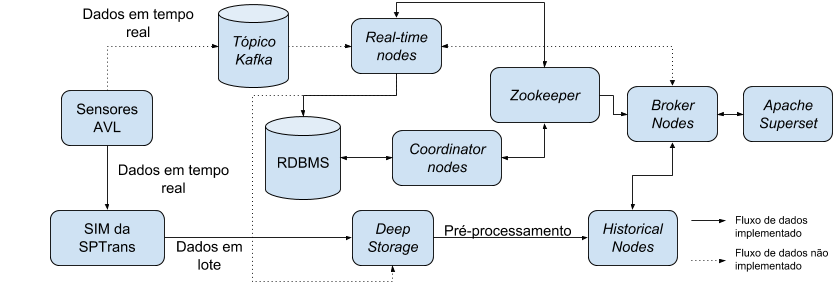 Dados em tempo
real
Tópico
Kafka
Real-time
nodes
Sensores
AVL
Zookeeper
Broker
Nodes
Apache
Superset
RDBMS
Coordinator
nodes
Dados em tempo
real
SIM da
SPTrans
Dados em
lote
Deep
Storage
Pré-processamento
Historical
Nodes
Fluxo de dados
implementado
Fluxo de dados não
implementado